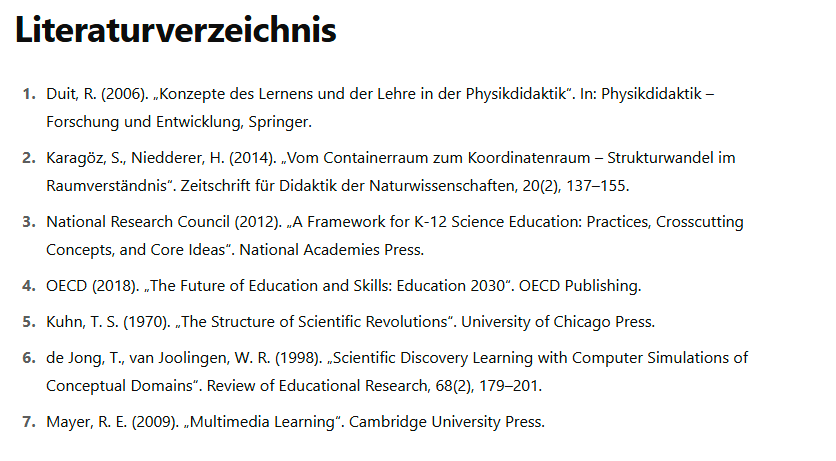 Literaturverzeichnis
1. Duit, R. (2006). „Konzepte des Lernens und der Lehre in der Physikdidaktik“. In: Physikdidaktik –
Forschung und Entwicklung, Springer.
2. Karagöz, S., Niedderer, H. (2014). „Vom Containerraum zum Koordinatenraum – Strukturwandel im
Raumverständnis“. Zeitschrift für Didaktik der Naturwissenschaften, 20(2), 137–155.
3. National Research Council (2012). „A Framework for K-12 Science Education: Practices, Crosscutting
Concepts, and Core Ideas“. National Academies Press.
4. OECD (2018). „The Future of Education and Skills: Education 2030“. OECD Publishing.
5. Kuhn, T. S. (1970). „The Structure of Scientific Revolutions“. University of Chicago Press.
6. de Jong, T., van Joolingen, W. R. (1998). „Scientific Discovery Learning with Computer Simulations of
Conceptual Domains“. Review of Educational Research, 68(2), 179–201.
7. Mayer, R. E. (2009). „Multimedia Learning“. Cambridge University Press.